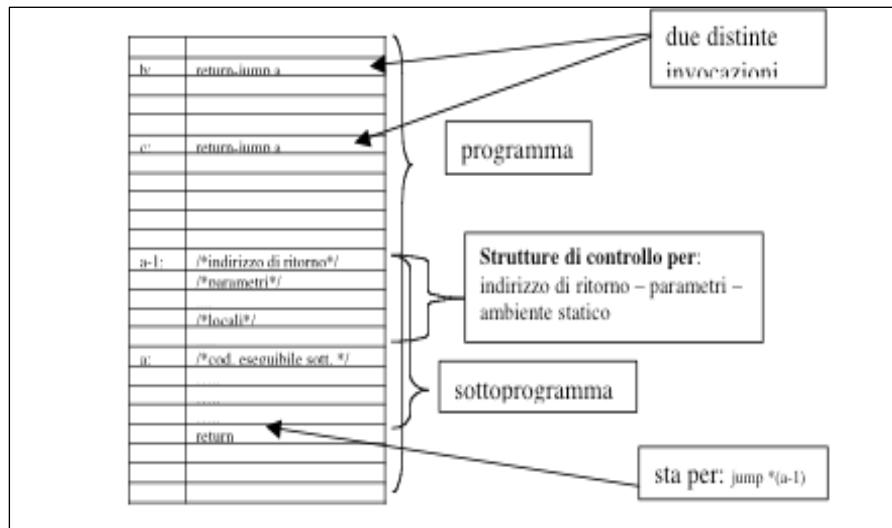 due distinte
invocazioni
b: return-jump a
c: return-jump a
programma
a-1: /*indirizzo di ritorno*/
/*parametri*/
....
/*locali*/
....
Strutture di controllo per:
indirizzo di ritorno – parametri –
ambiente statico
a: /*cod. eseguibile sott. */
.....
.....
.....
return
sottoprogramma
sta per: jump *(a-1)